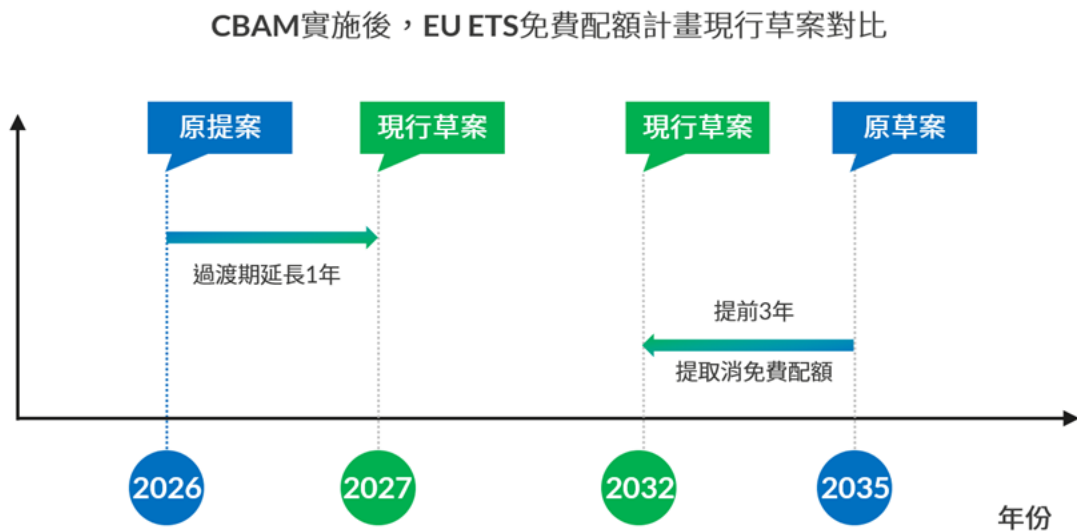 CBAM實施後，EU ETS免費配額計畫現行草案對比
原提案
現行草案
現行草案
原草案
過渡期延長1年
提前3年
提取消免費配額
2026
2027
2032
2035
年份